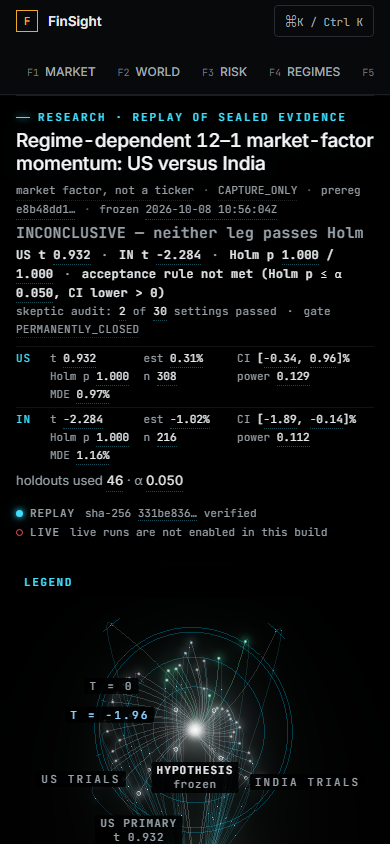 F FinSight ⌘K / Ctrl K
F1 MARKET F2 WORLD F3 RISK F4 REGIMES F5
RESEARCH · REPLAY OF SEALED EVIDENCE
Regime-dependent 12–1 market-factor
momentum: US versus India
market factor, not a ticker · CAPTURE_ONLY · prereg
e8b48dd1… · frozen 2026-10-08 10:56:04Z
INCONCLUSIVE — neither leg passes Holm
US t 0.932 · IN t -2.284 · Holm p 1.000 /
1.000 · acceptance rule not met (Holm p ≤ α
0.050, CI lower > 0)
skeptic audit: 2 of 30 settings passed · gate
PERMANENTLY_CLOSED
US t 0.932 est 0.31% CI [-0.34, 0.96]%
Holm p 1.000 n 308 power 0.129
MDE 0.97%
IN t -2.284 est -1.02% CI [-1.89, -0.14]%
Holm p 1.000 n 216 power 0.112
MDE 1.16%
holdouts used 46 · α 0.050
REPLAY sha-256 331be836… verified
LIVE live runs are not enabled in this build
LEGEND
T = 0
T = -1.96
HYPOTHESIS
frozen
US TRIALS
INDIA TRIALS
US PRIMARY
t 0.932